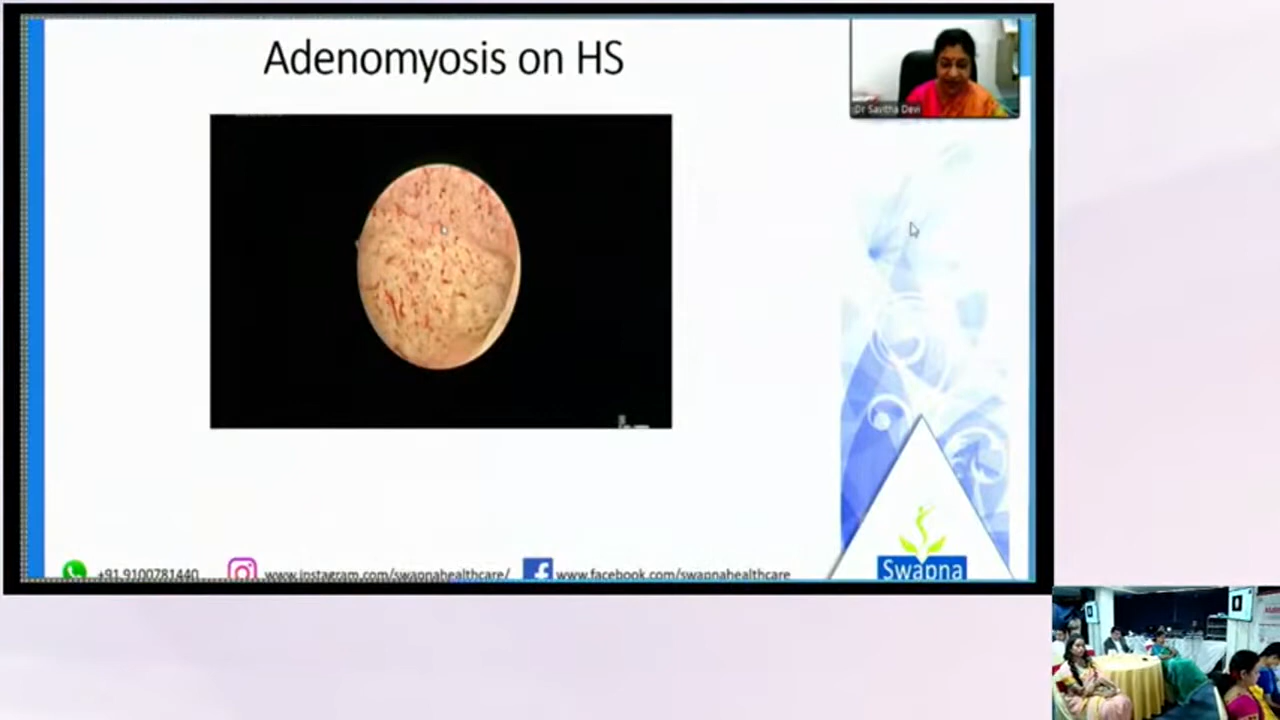 Adenomyosis on HS
Dr Savitha Devi
+91 9100781440
www.instagram.com/swapnahealthcare/
www.facebook.com/swapnahealthcare
Swapna